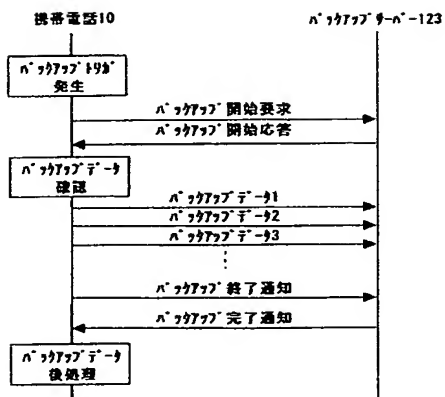 携帯電話10
バックアップサーバー123
バックアップトリガ
発生
バックアップ開始要求
バックアップ開始応答
バックアップデータ
確認
バックアップデータ1
バックアップデータ2
バックアップデータ3
バックアップ終了通知
バックアップ完了通知
バックアップデータ
後処理